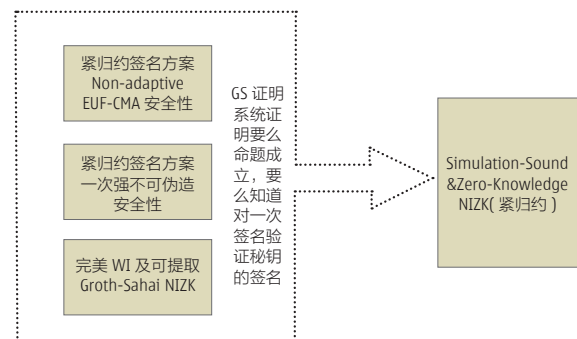 紧归约签名方案
Non-adaptive
EUF-CMA 安全性
紧归约签名方案
一次强不可伪造
安全性
完美 WI 及可提取
Groth-Sahai NIZK
GS 证明
系统证
明要么
命题成
立，要
么知道
对一次
签名验
证秘钥
的签名
Simulation-Sound
&Zero-Knowledge
NIZK( 紧归约 )